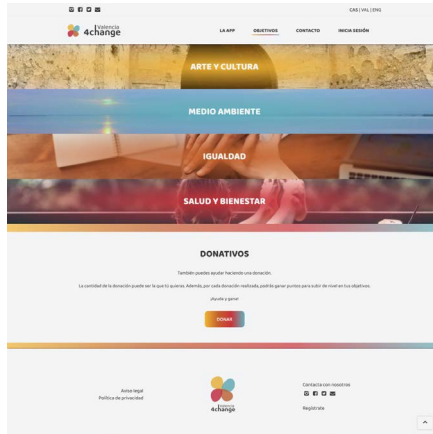 CAS | VAL | ENG
Valencia
4change
LA APP OBJETIVOS CONTACTO INICIA SESIÓN
ARTE Y CULTURA
MEDIO AMBIENTE
IGUALDAD
SALUD Y BIENESTAR
DONATIVOS
También puedes ayudar haciendo una donación.
La cantidad de la donación puede ser la que tú quieras. Además, por cada donación realizada, podrás ganar puntos para subir de nivel en tus objetivos.
¡Ayuda y gana!
DONAR
Aviso legal
Política de privacidad
Valencia
4change
Contacta con nosotros
Regístrate